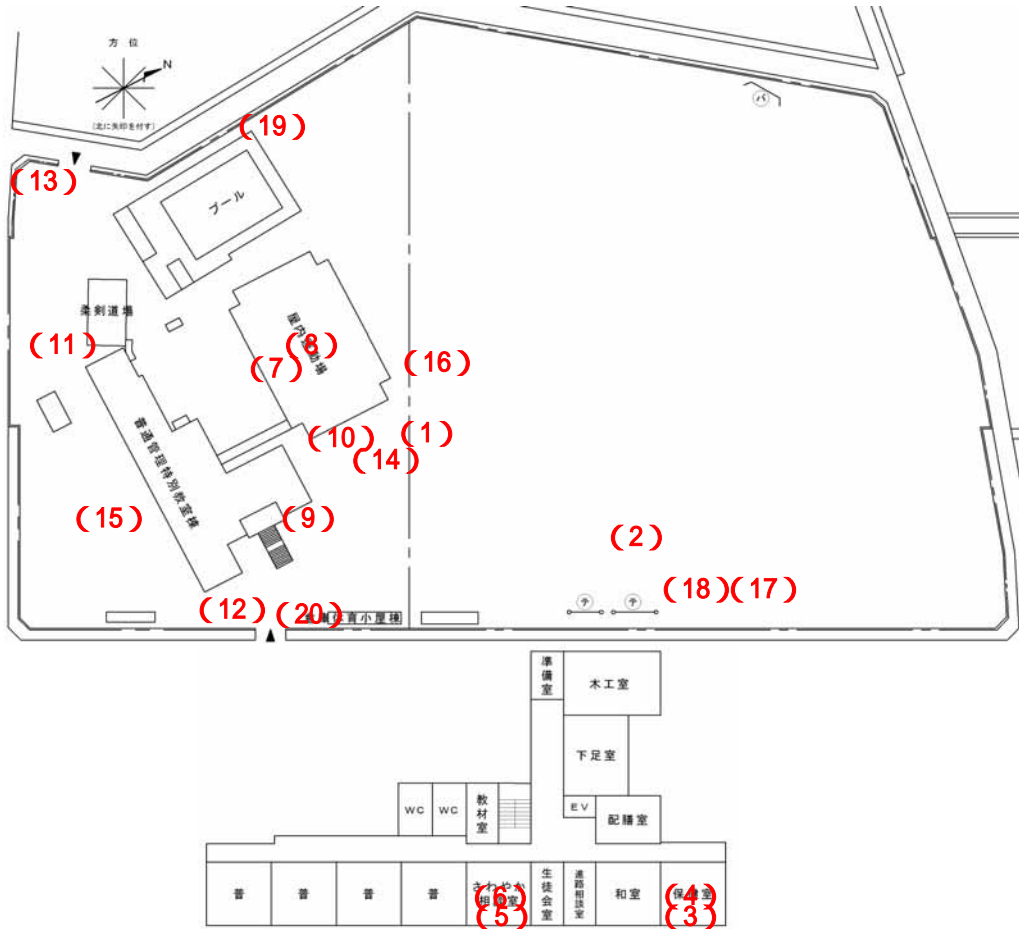 方 位
N
(北に矢印を付す)
バ
(19)
(13)
プール
柔剣道場
(11)
屋内運動場
(8)
(7)
(16)
(10)
(1)
(14)
普通管理特別教室棟
(15)
(9)
(2)
(18)
(17)
テ
テ
(12)
(20)
体育小屋棟
準備室
木工室
下足室
WC
WC
教材室
EV
配膳室
普
普
普
普
さわやか
相談室
(6)
(5)
生徒会室
進路相談室
和室
保健室
(4)
(3)